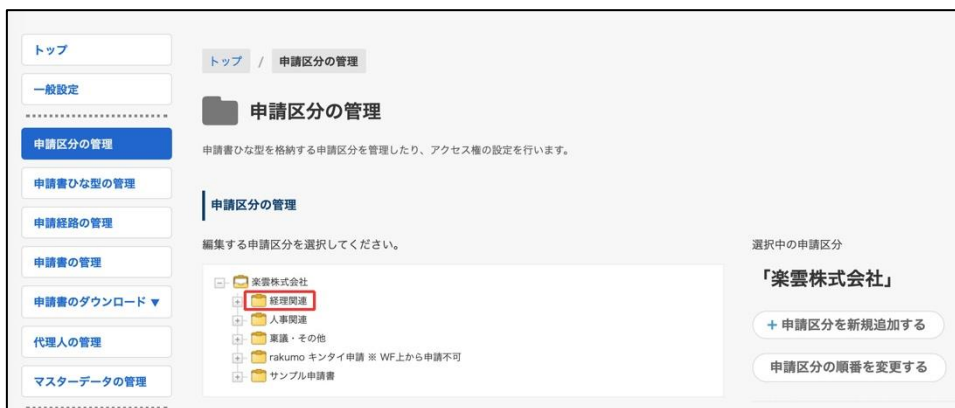 トップ
一般設定
申請区分の管理
申請書ひな型の管理
申請経路の管理
申請書の管理
申請書のダウンロード ▼
代理人の管理
マスターデータの管理
トップ / 申請区分の管理
申請区分の管理
申請書ひな型を格納する申請区分を管理したり、アクセス権の設定を行います。
申請区分の管理
編集する申請区分を選択してください。
楽雲株式会社
経理関連
人事関連
稟議・その他
rakumo キンタイ申請 ※ WF上から申請不可
サンプル申請書
選択中の申請区分
「楽雲株式会社」
+ 申請区分を新規追加する
申請区分の順番を変更する